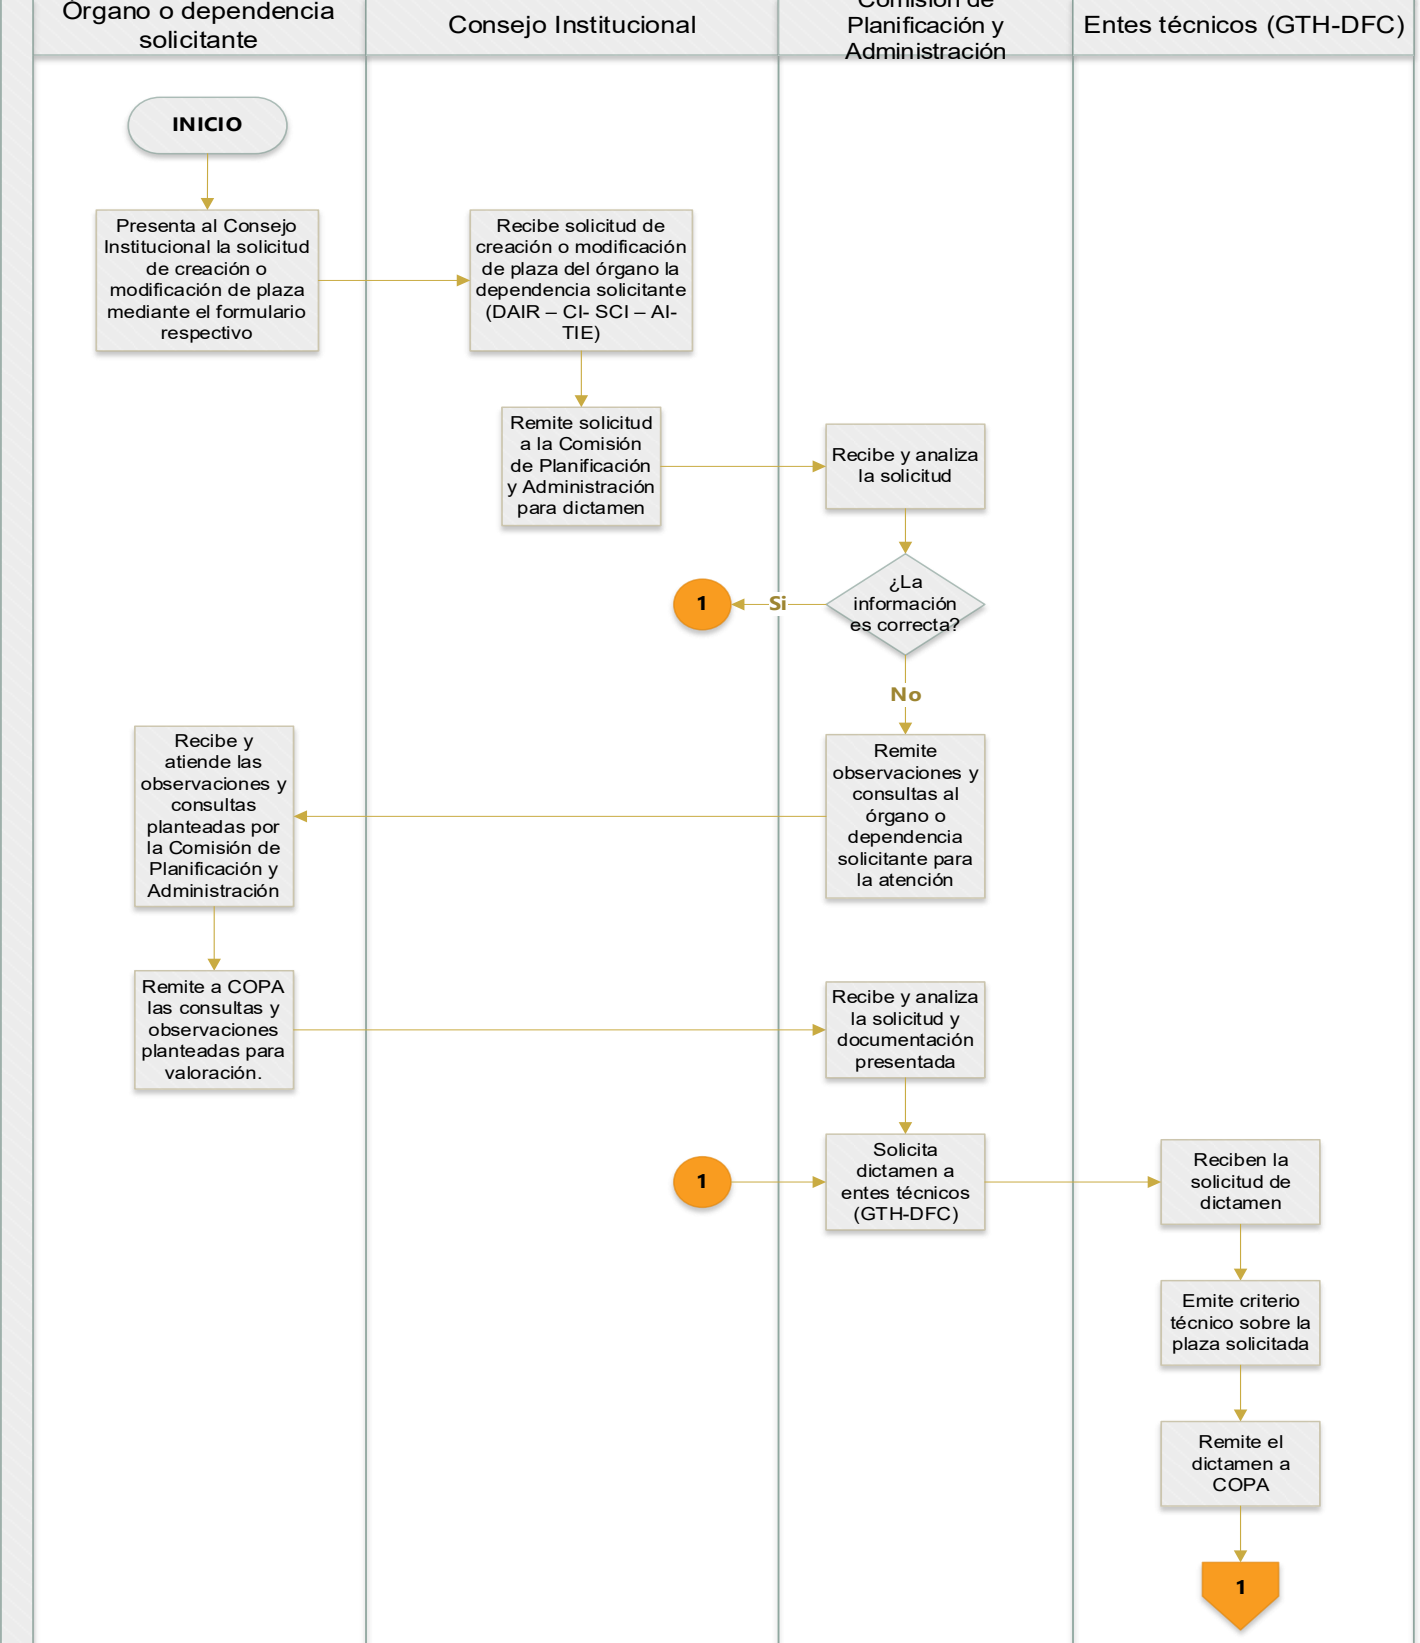 Órgano o dependencia
solicitante
Consejo Institucional
Comisión de
Planificación y
Administración
Entes técnicos (GTH-DFC)
INICIO
Presenta al Consejo
Institucional la solicitud
de creación o
modificación de plaza
mediante el formulario
respectivo
Recibe solicitud de
creación o modificación
de plaza del órgano la
dependencia solicitante
(DAIR – CI- SCI – AI-
TIE)
Remite solicitud
a la Comisión
de Planificación
y Administración
para dictamen
Recibe y analiza
la solicitud
¿La
información
es correcta?
Si
1
No
Remite
observaciones y
consultas al
órgano o
dependencia
solicitante para
la atención
Recibe y
atiende las
observaciones y
consultas
planteadas por
la Comisión de
Planificación y
Administración
Remite a COPA
las consultas y
observaciones
planteadas para
valoración.
Recibe y analiza
la solicitud y
documentación
presentada
1
Solicita
dictamen a
entes técnicos
(GTH-DFC)
Reciben la
solicitud de
dictamen
Emite criterio
técnico sobre la
plaza solicitada
Remite el
dictamen a
COPA
1